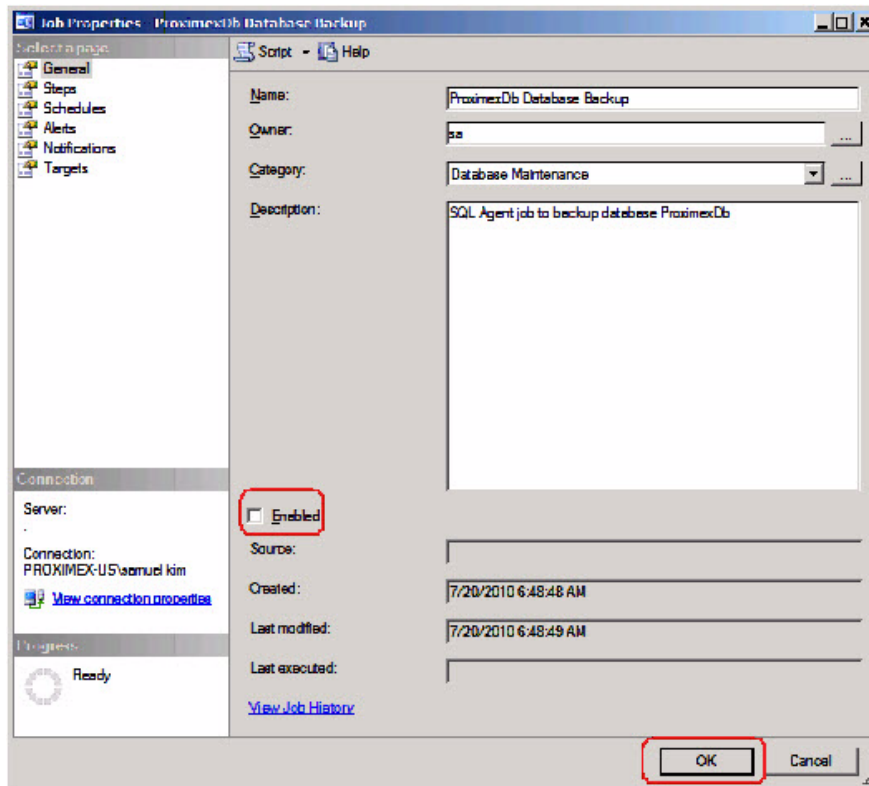 Job Properties - ProximexDb Database Backup
Select a page
General
Steps
Schedules
Alerts
Notifications
Targets
Script
Help
Name:
ProximexDb Database Backup
Owner:
sa
...
Category:
Database Maintenance
...
Description:
SQL Agent job to backup database ProximexDb
Enabled
Source:
Created:
7/20/2010 6:48:48 AM
Last modified:
7/20/2010 6:48:49 AM
Last executed:
View Job History
Connection
Server:
.
Connection:
PROXIMEX-US\samuel kim
View connection properties
Progress
Ready
OK
Cancel